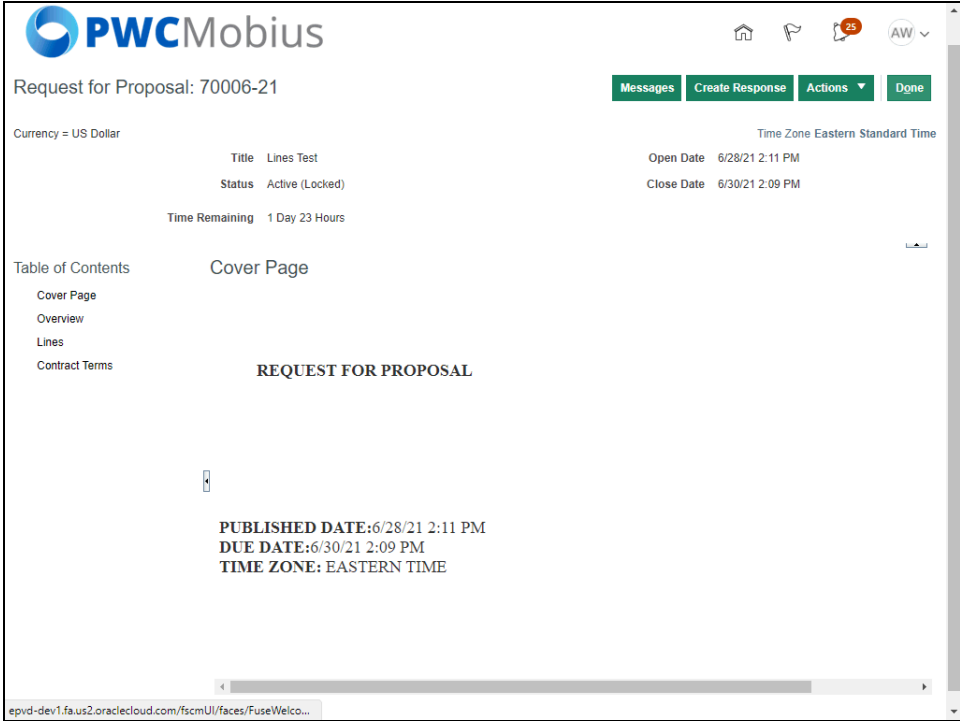 PWCMobius
25
AW
Request for Proposal: 70006-21
Messages
Create Response
Actions
Done
Currency = US Dollar
Time Zone Eastern Standard Time
Title Lines Test
Open Date 6/28/21 2:11 PM
Status Active (Locked)
Close Date 6/30/21 2:09 PM
Time Remaining 1 Day 23 Hours
Table of Contents
Cover Page
Overview
Lines
Contract Terms
Cover Page
REQUEST FOR PROPOSAL
PUBLISHED DATE:6/28/21 2:11 PM
DUE DATE:6/30/21 2:09 PM
TIME ZONE: EASTERN TIME
epvd-dev1.fa.us2.oraclecloud.com/fscmUI/faces/FuseWelco...